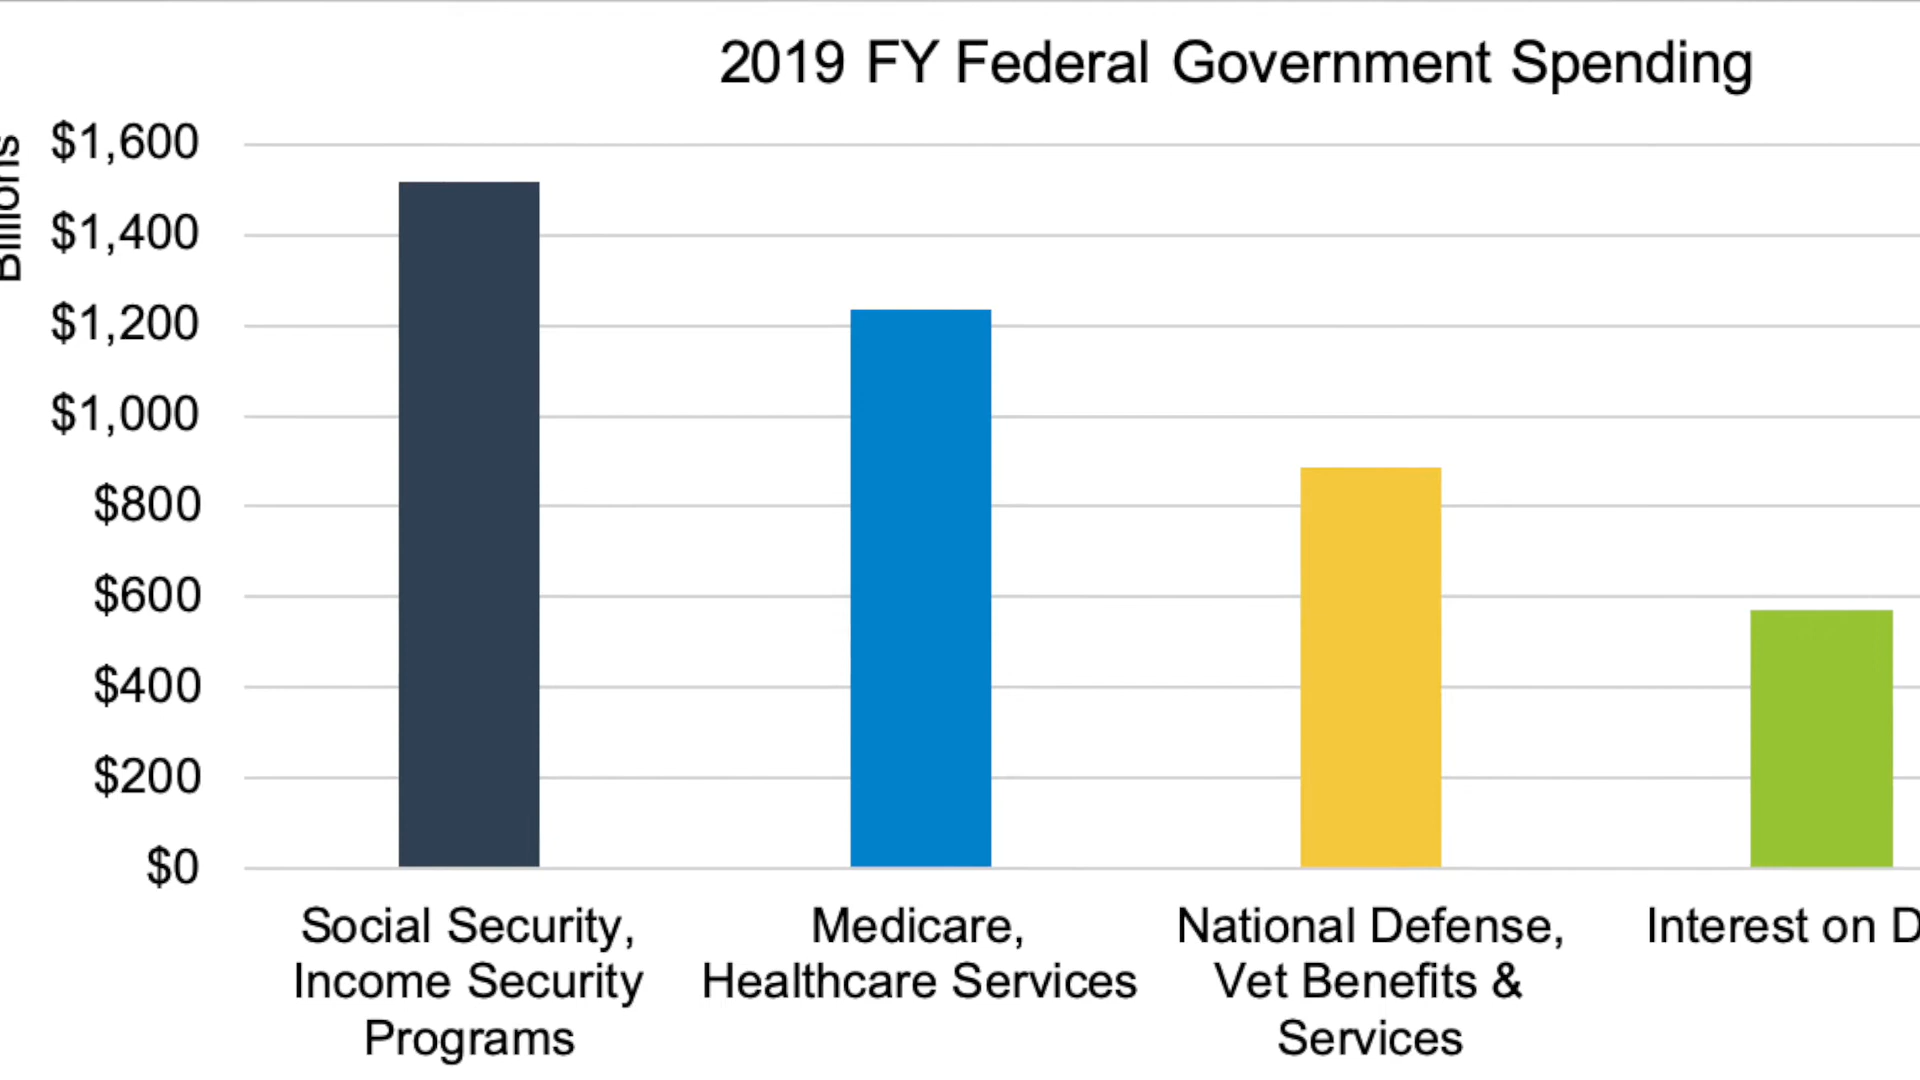 2019 FY Federal Government Spending
Billions
$1,600
$1,400
$1,200
$1,000
$800
$600
$400
$200
$0
Social Security,
Income Security
Programs
Medicare,
Healthcare Services
National Defense,
Vet Benefits &
Services
Interest on D